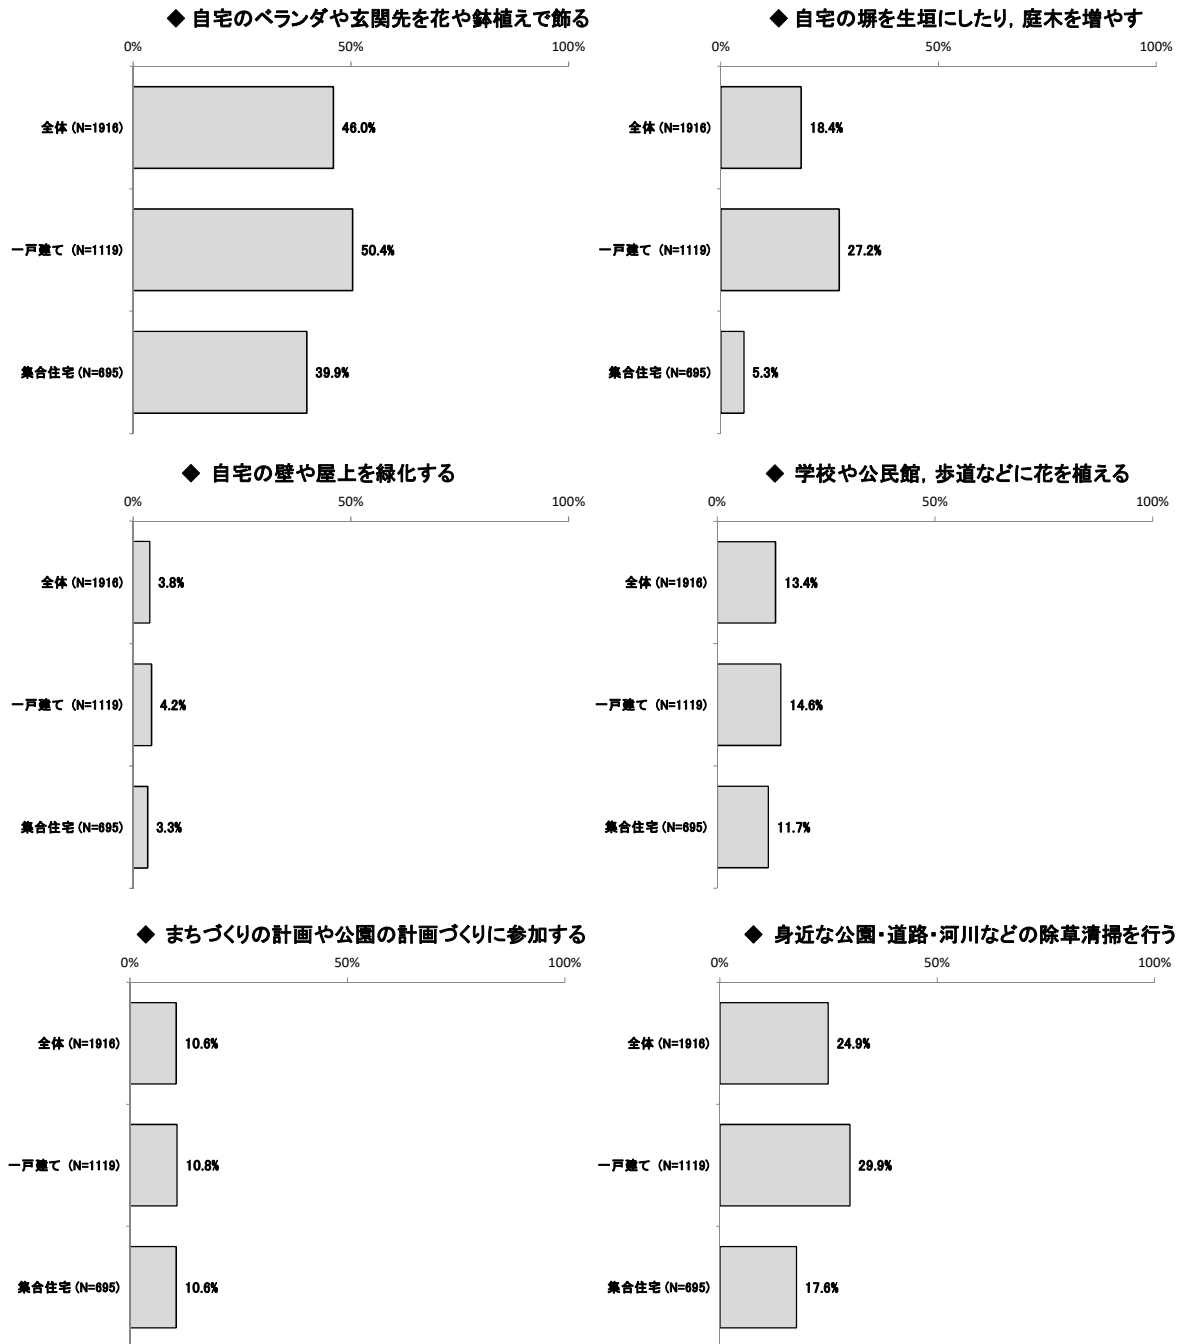 ◆ 自宅のベランダや玄関先を花や鉢植えで飾る
0% 50% 100%
全体 (N=1916) 46.0%
一戸建て (N=1119) 50.4%
集合住宅 (N=695) 39.9%
◆ 自宅の塀を生垣にしたり, 庭木を増やす
0% 50% 100%
全体 (N=1916) 18.4%
一戸建て (N=1119) 27.2%
集合住宅 (N=695) 5.3%
◆ 自宅の壁や屋上を緑化する
0% 50% 100%
全体 (N=1916) 3.8%
一戸建て (N=1119) 4.2%
集合住宅 (N=695) 3.3%
◆ 学校や公民館, 歩道などに花を植える
0% 50% 100%
全体 (N=1916) 13.4%
一戸建て (N=1119) 14.6%
集合住宅 (N=695) 11.7%
◆ まちづくりの計画や公園の計画づくりに参加する
0% 50% 100%
全体 (N=1916) 10.6%
一戸建て (N=1119) 10.8%
集合住宅 (N=695) 10.6%
◆ 身近な公園・道路・河川などの除草清掃を行う
0% 50% 100%
全体 (N=1916) 24.9%
一戸建て (N=1119) 29.9%
集合住宅 (N=695) 17.6%